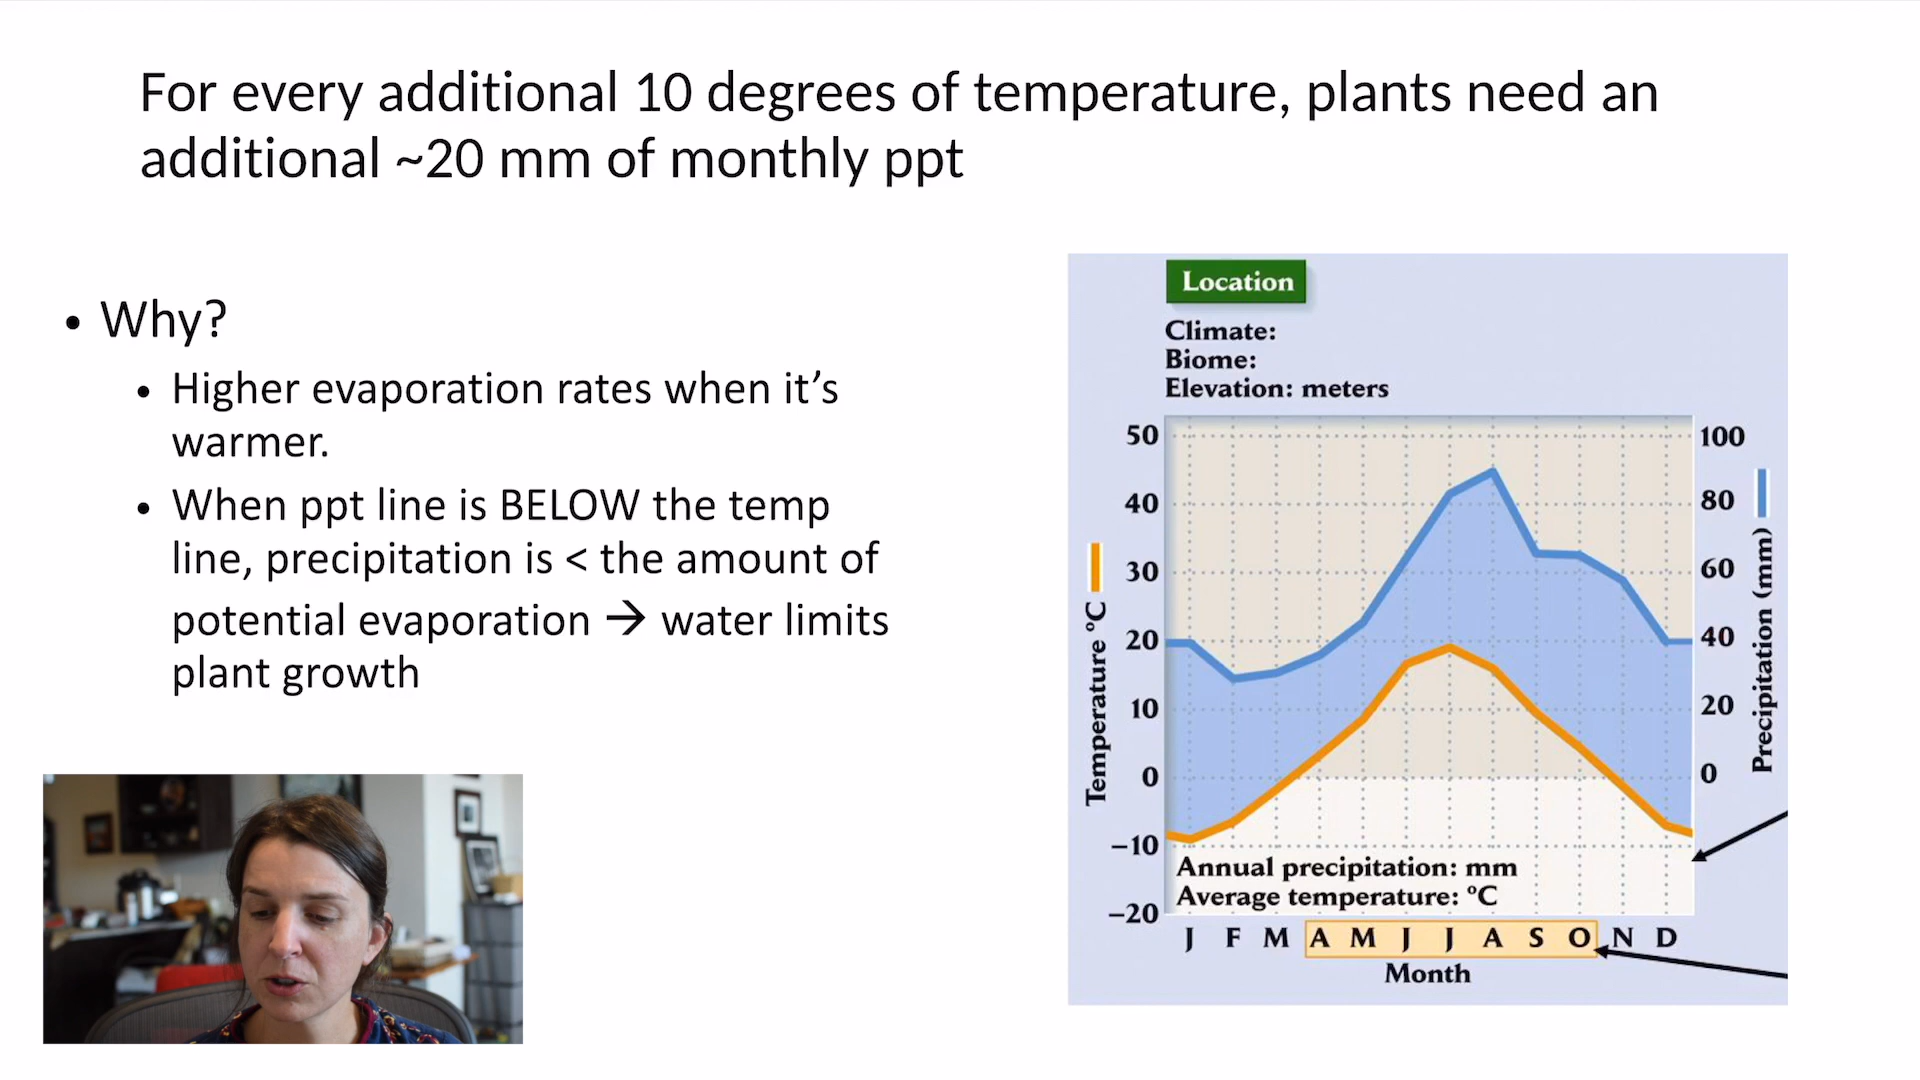 For every additional 10 degrees of temperature, plants need an
additional ~20 mm of monthly ppt
• Why?
• Higher evaporation rates when it’s
warmer.
• When ppt line is BELOW the temp
line, precipitation is < the amount of
potential evaporation → water limits
plant growth
Location
Climate:
Biome:
Elevation: meters
50
40
30
20
10
0
−10
−20
Temperature °C
100
80
60
40
20
0
Precipitation (mm)
Annual precipitation: mm
Average temperature: °C
J F M A M J J A S O N D
Month